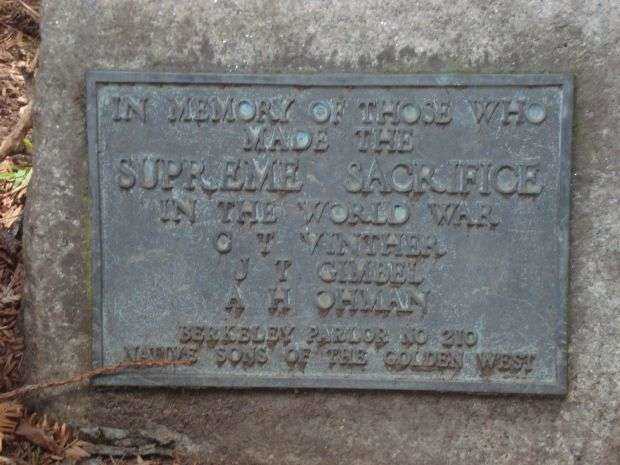 IN MEMORY OF THOSE WHO
MADE THE
SUPREME SACRIFICE
IN THE WORLD WAR
C T VINTHER
J T GIMBEL
A H OHMAN
BERKELEY PARLOR NO 210
NATIVE SONS OF THE GOLDEN WEST